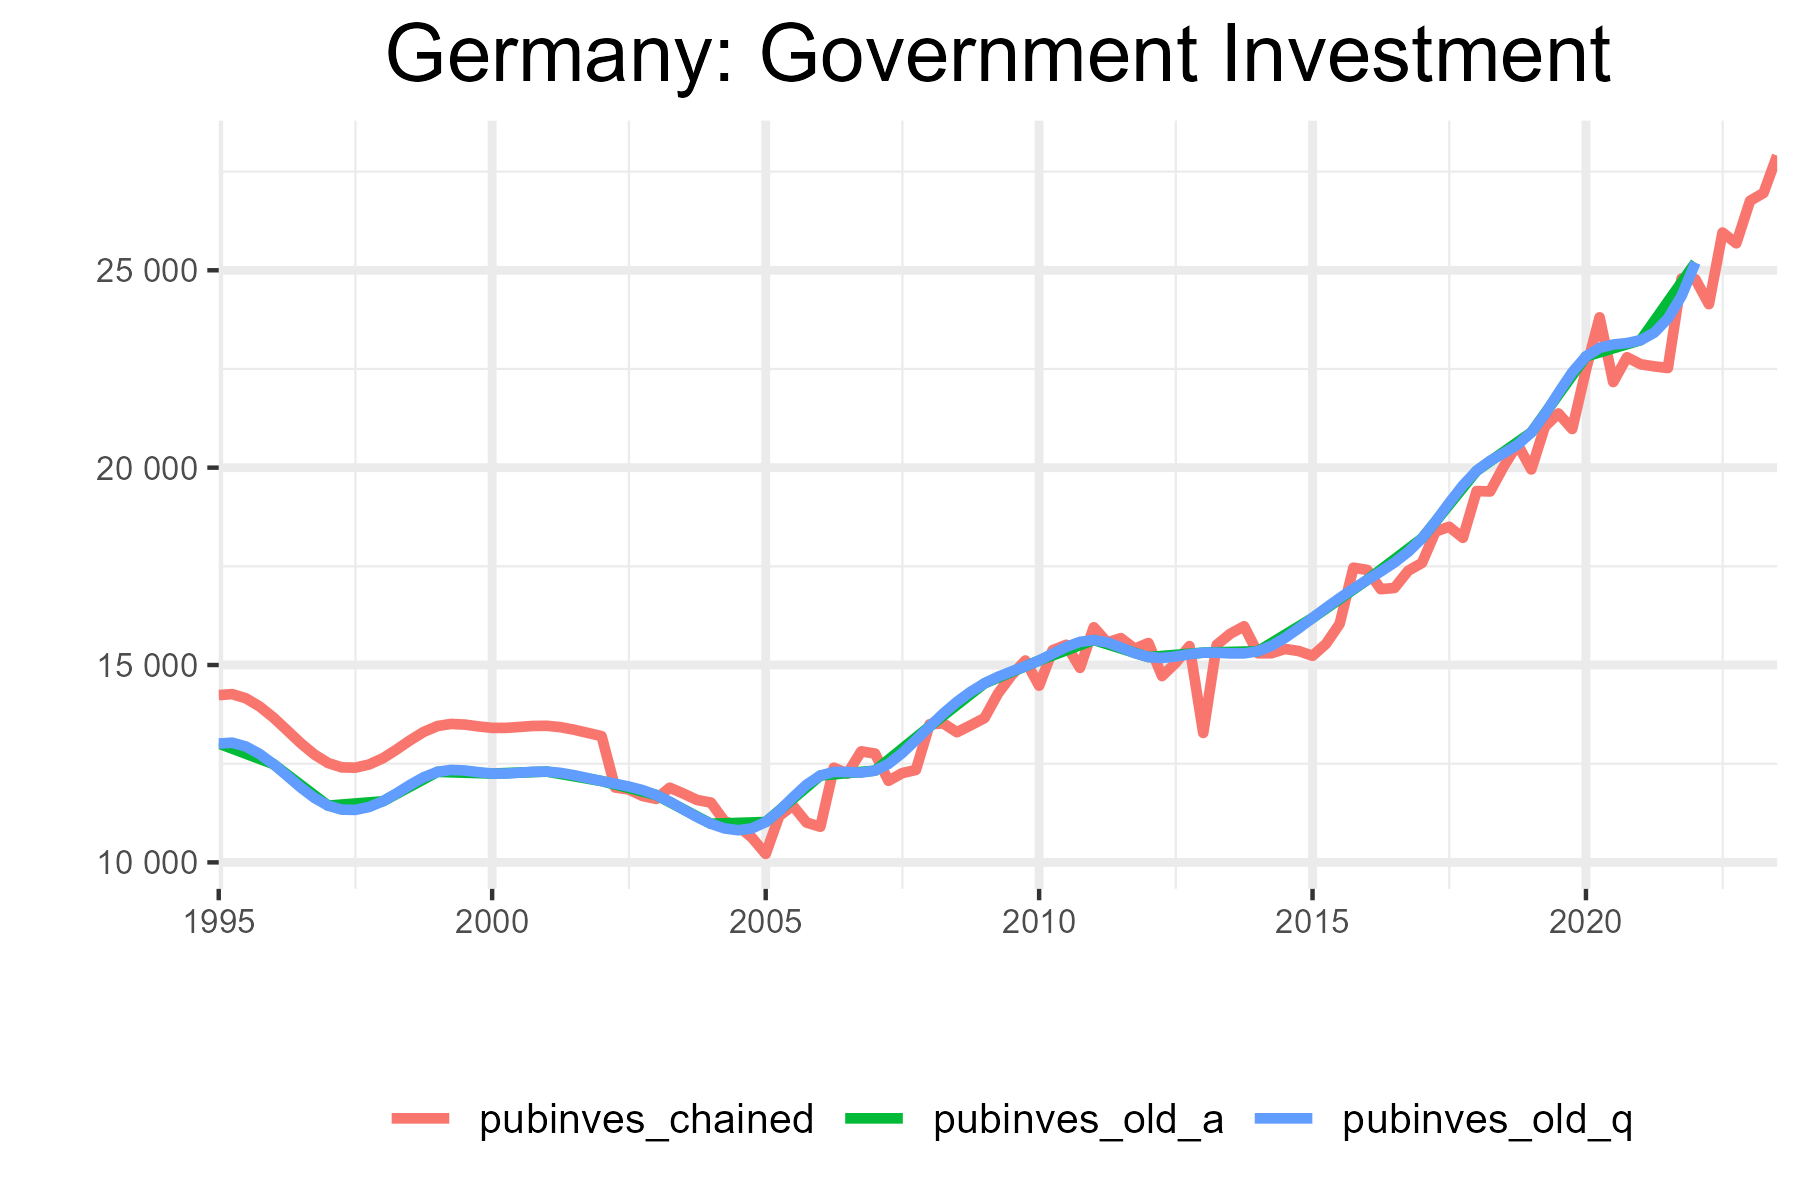 Germany: Government Investment
25 000
20 000
15 000
10 000
1995 2000 2005 2010 2015 2020
pubinves_chained pubinves_old_a pubinves_old_q